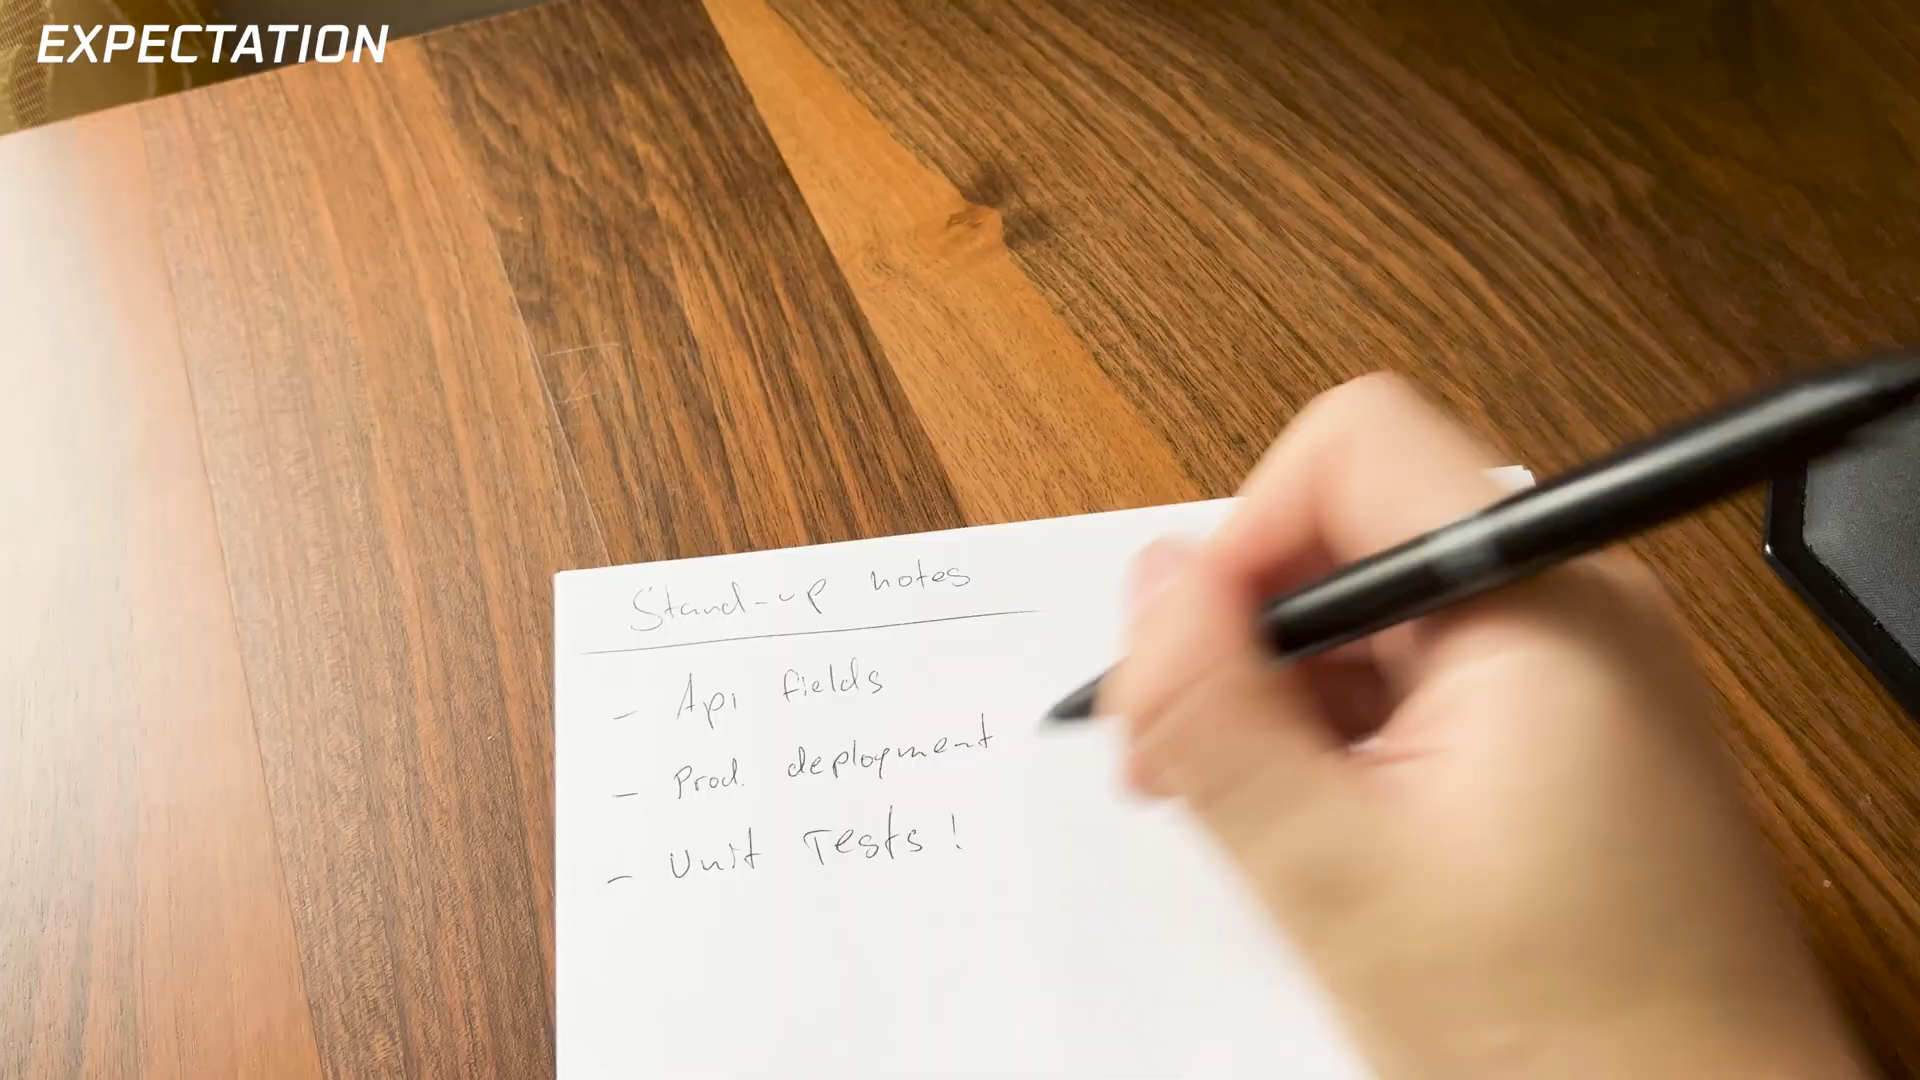 EXPECTATION
Stand-up notes
- Api fields
- Prod. deployment
- Unit Tests!